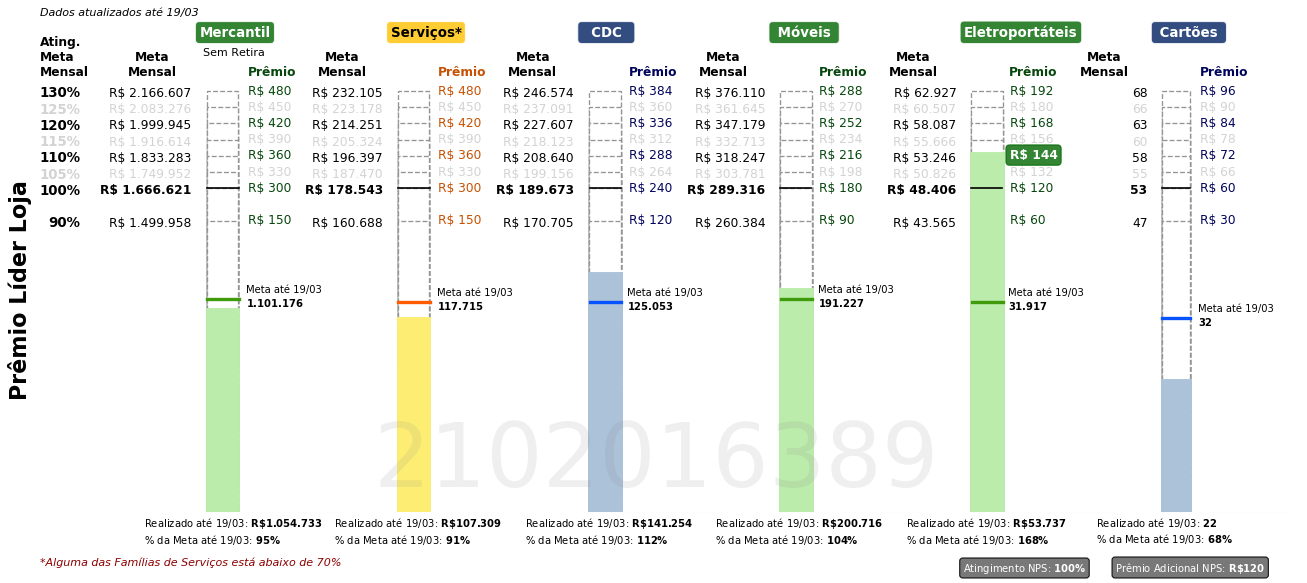 Dados atualizados até 19/03
Mercantil Serviços* CDC Móveis Eletroportáteis Cartões
Sem Retira
Ating. Meta Mensal
Meta Mensal Prêmio Meta Mensal Prêmio Meta Mensal Prêmio Meta Mensal Prêmio Meta Mensal Prêmio Meta Mensal Prêmio
130% R$ 2.166.607 R$ 480 R$ 232.105 R$ 480 R$ 246.574 R$ 384 R$ 376.110 R$ 288 R$ 62.927 R$ 192 68 R$ 96
125% R$ 2.083.276 R$ 450 R$ 223.178 R$ 450 R$ 237.091 R$ 360 R$ 361.645 R$ 270 R$ 60.507 R$ 180 66 R$ 90
120% R$ 1.999.945 R$ 420 R$ 214.251 R$ 420 R$ 227.607 R$ 336 R$ 347.179 R$ 252 R$ 58.087 R$ 168 63 R$ 84
115% R$ 1.916.614 R$ 390 R$ 205.324 R$ 390 R$ 218.123 R$ 312 R$ 332.713 R$ 234 R$ 55.666 R$ 156 60 R$ 78
110% R$ 1.833.283 R$ 360 R$ 196.397 R$ 360 R$ 208.640 R$ 288 R$ 318.247 R$ 216 R$ 53.246 R$ 144 58 R$ 72
105% R$ 1.749.952 R$ 330 R$ 187.470 R$ 330 R$ 199.156 R$ 264 R$ 303.781 R$ 198 R$ 50.826 R$ 132 55 R$ 66
100% R$ 1.666.621 R$ 300 R$ 178.543 R$ 300 R$ 189.673 R$ 240 R$ 289.316 R$ 180 R$ 48.406 R$ 120 53 R$ 60
90% R$ 1.499.958 R$ 150 R$ 160.688 R$ 150 R$ 170.705 R$ 120 R$ 260.384 R$ 90 R$ 43.565 R$ 60 47 R$ 30
Prêmio Líder Loja
Meta até 19/03 Meta até 19/03 Meta até 19/03 Meta até 19/03 Meta até 19/03 Meta até 19/03
1.101.176 117.715 125.053 191.227 31.917 32
2102016389
Realizado até 19/03: R$1.054.733 Realizado até 19/03: R$107.309 Realizado até 19/03: R$141.254 Realizado até 19/03: R$200.716 Realizado até 19/03: R$53.737 Realizado até 19/03: 22
% da Meta até 19/03: 95% % da Meta até 19/03: 91% % da Meta até 19/03: 112% % da Meta até 19/03: 104% % da Meta até 19/03: 168% % da Meta até 19/03: 68%
*Alguma das Famílias de Serviços está abaixo de 70%
Atingimento NPS: 100% Prêmio Adicional NPS: R$120